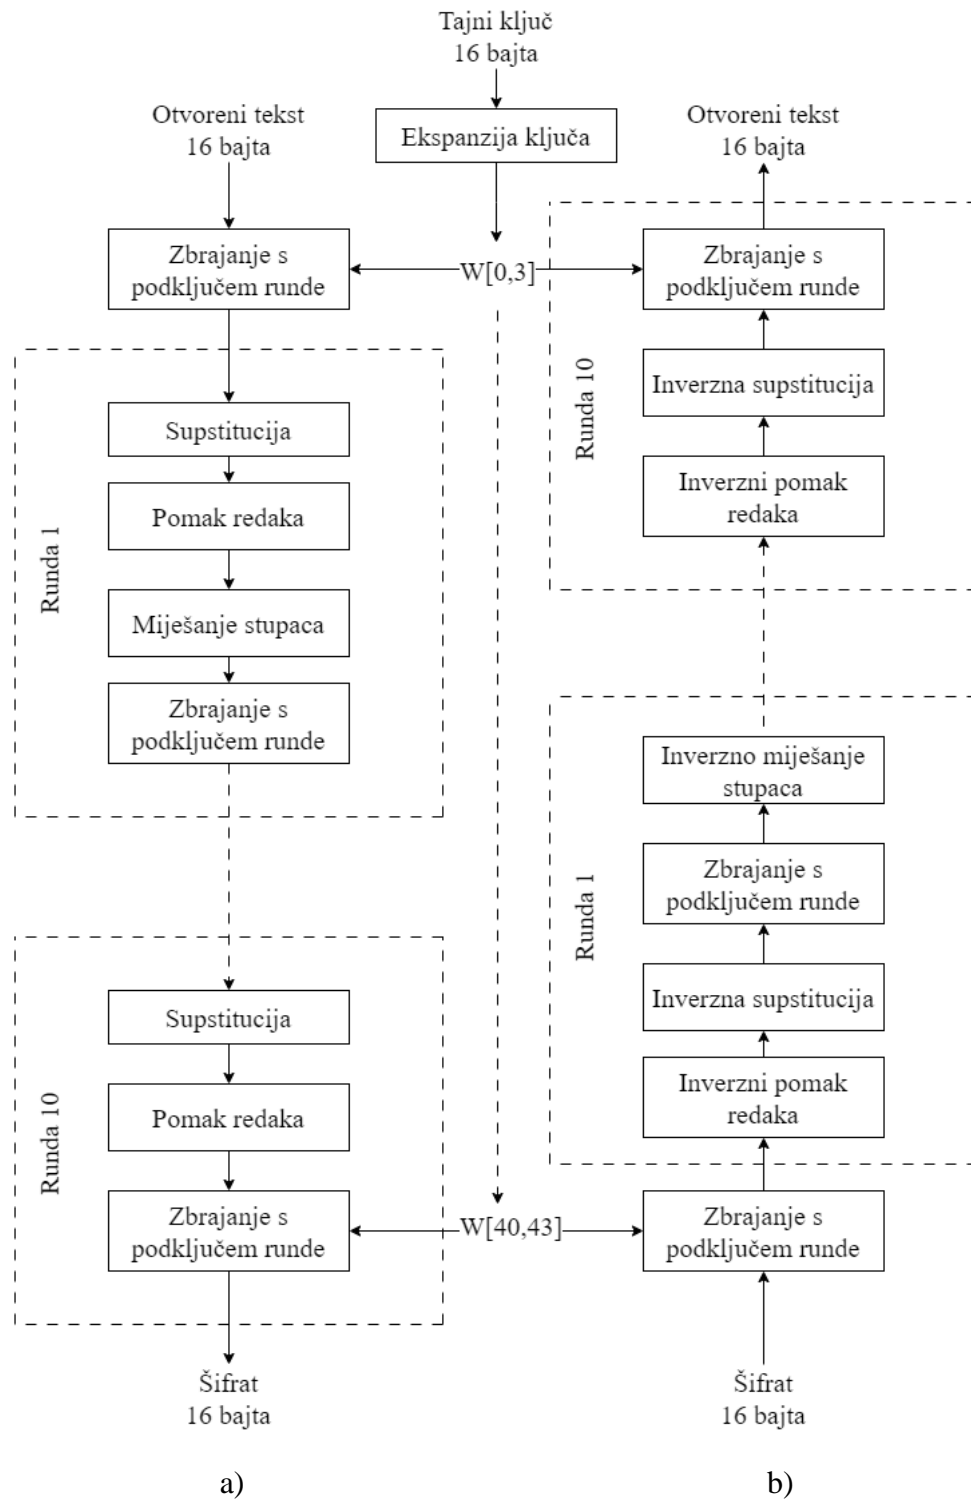 Tajni ključ
16 bajta
Ekspanzija ključa
W[0,3]
W[40,43]
Otvoreni tekst
16 bajta
Zbrajanje s
podključem runde
Runda 1
Supstitucija
Pomak redaka
Miješanje stupaca
Zbrajanje s
podključem runde
Runda 10
Supstitucija
Pomak redaka
Zbrajanje s
podključem runde
Šifrat
16 bajta
a)
Otvoreni tekst
16 bajta
Zbrajanje s
podključem runde
Runda 10
Inverzna supstitucija
Inverzni pomak
redaka
Inverzno miješanje
stupaca
Runda 1
Zbrajanje s
podključem runde
Inverzna supstitucija
Inverzni pomak
redaka
Zbrajanje s
podključem runde
Šifrat
16 bajta
b)